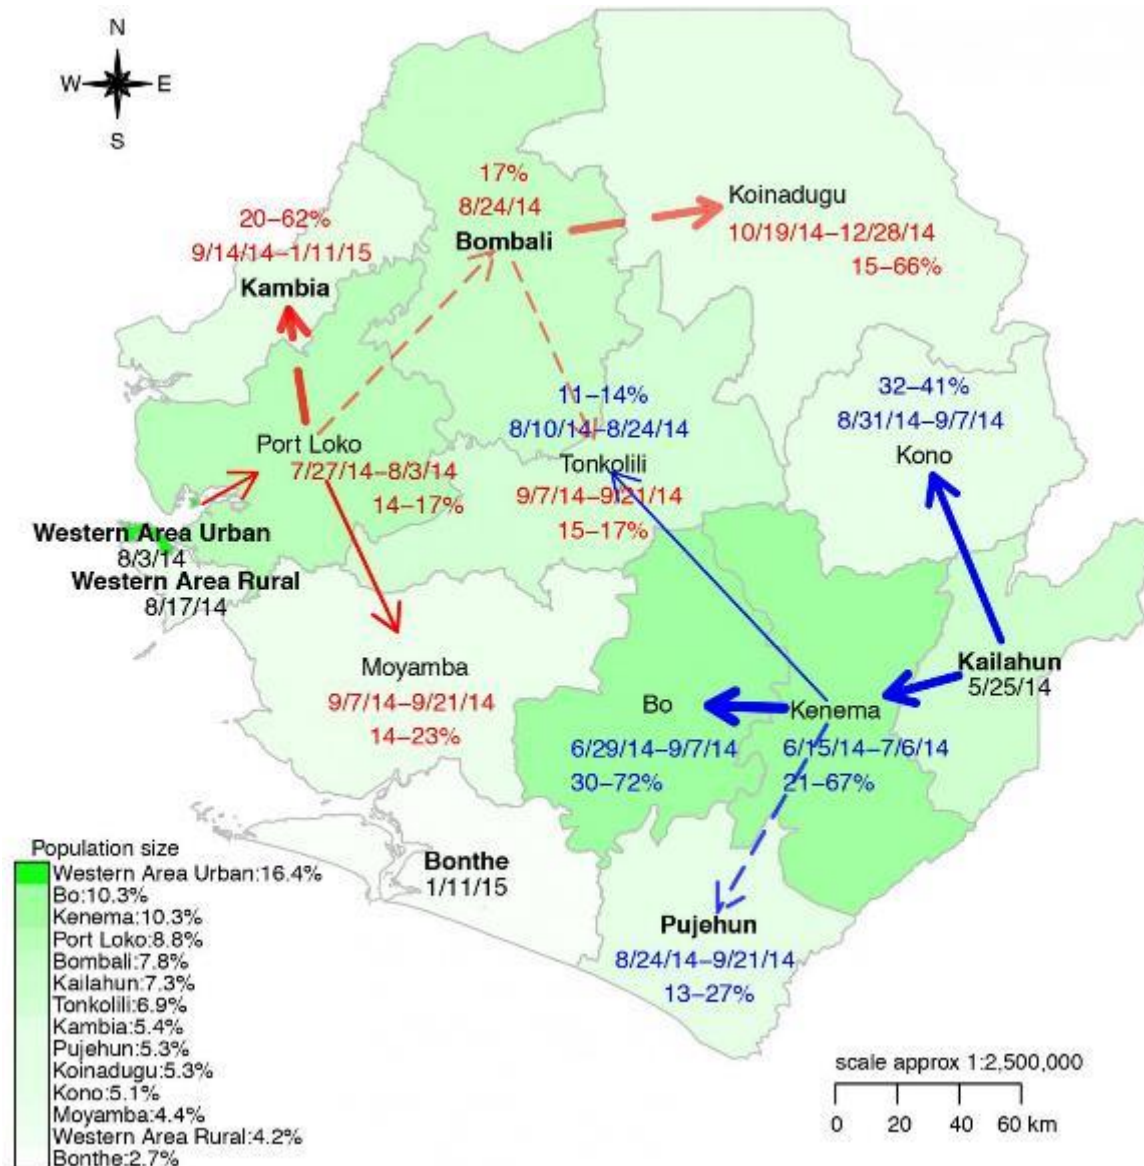 N
W
E
S
17%
8/24/14
Bombali
Koinadugu
10/19/14–12/28/14
15–66%
20–62%
9/14/14–1/11/15
Kambia
11–14%
8/10/14–8/24/14
Tonkolili
9/7/14–9/21/14
15–17%
32–41%
8/31/14–9/7/14
Kono
Port Loko
7/27/14–8/3/14
14–17%
Western Area Urban
8/3/14
Western Area Rural
8/17/14
Moyamba
9/7/14–9/21/14
14–23%
Bo
6/29/14–9/7/14
30–72%
Kenema
6/15/14–7/6/14
21–67%
Kailahun
5/25/14
Bonthe
1/11/15
Pujehun
8/24/14–9/21/14
13–27%
Population size
Western Area Urban:16.4%
Bo:10.3%
Kenema:10.3%
Port Loko:8.8%
Bombali:7.8%
Kailahun:7.3%
Tonkolili:6.9%
Kambia:5.4%
Pujehun:5.3%
Koinadugu:5.3%
Kono:5.1%
Moyamba:4.4%
Western Area Rural:4.2%
Bonthe:2.7%
scale approx 1:2,500,000
0 20 40 60 km